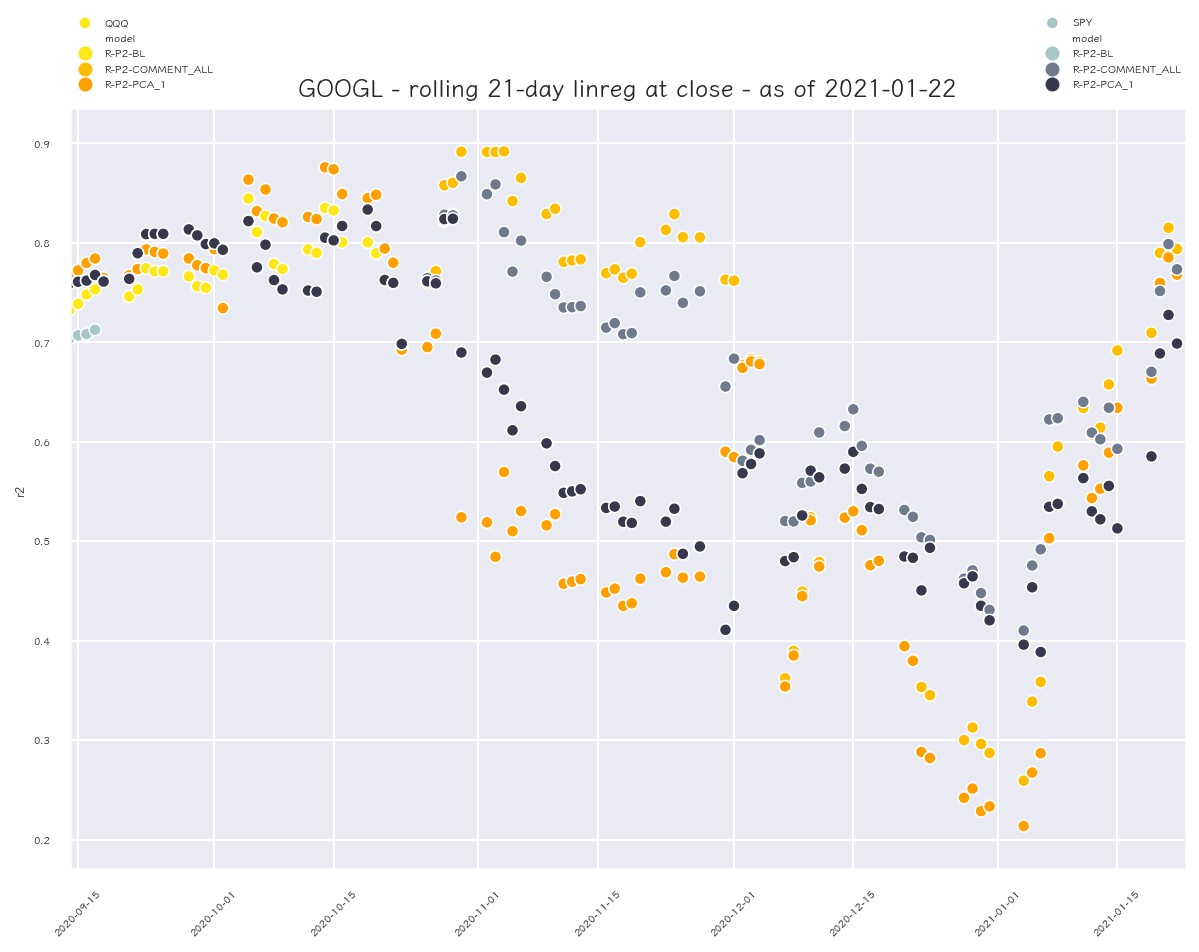 QQQ
model
R-P2-BL
R-P2-COMMENT_ALL
R-P2-PCA_1
SPY
model
R-P2-BL
R-P2-COMMENT_ALL
R-P2-PCA_1
GOOGL - rolling 21-day linreg at close - as of 2021-01-22
0.9
0.8
0.7
0.6
0.5
0.4
0.3
0.2
r2
2020-09-15
2020-10-01
2020-10-15
2020-11-01
2020-11-15
2020-12-01
2020-12-15
2021-01-01
2021-01-15